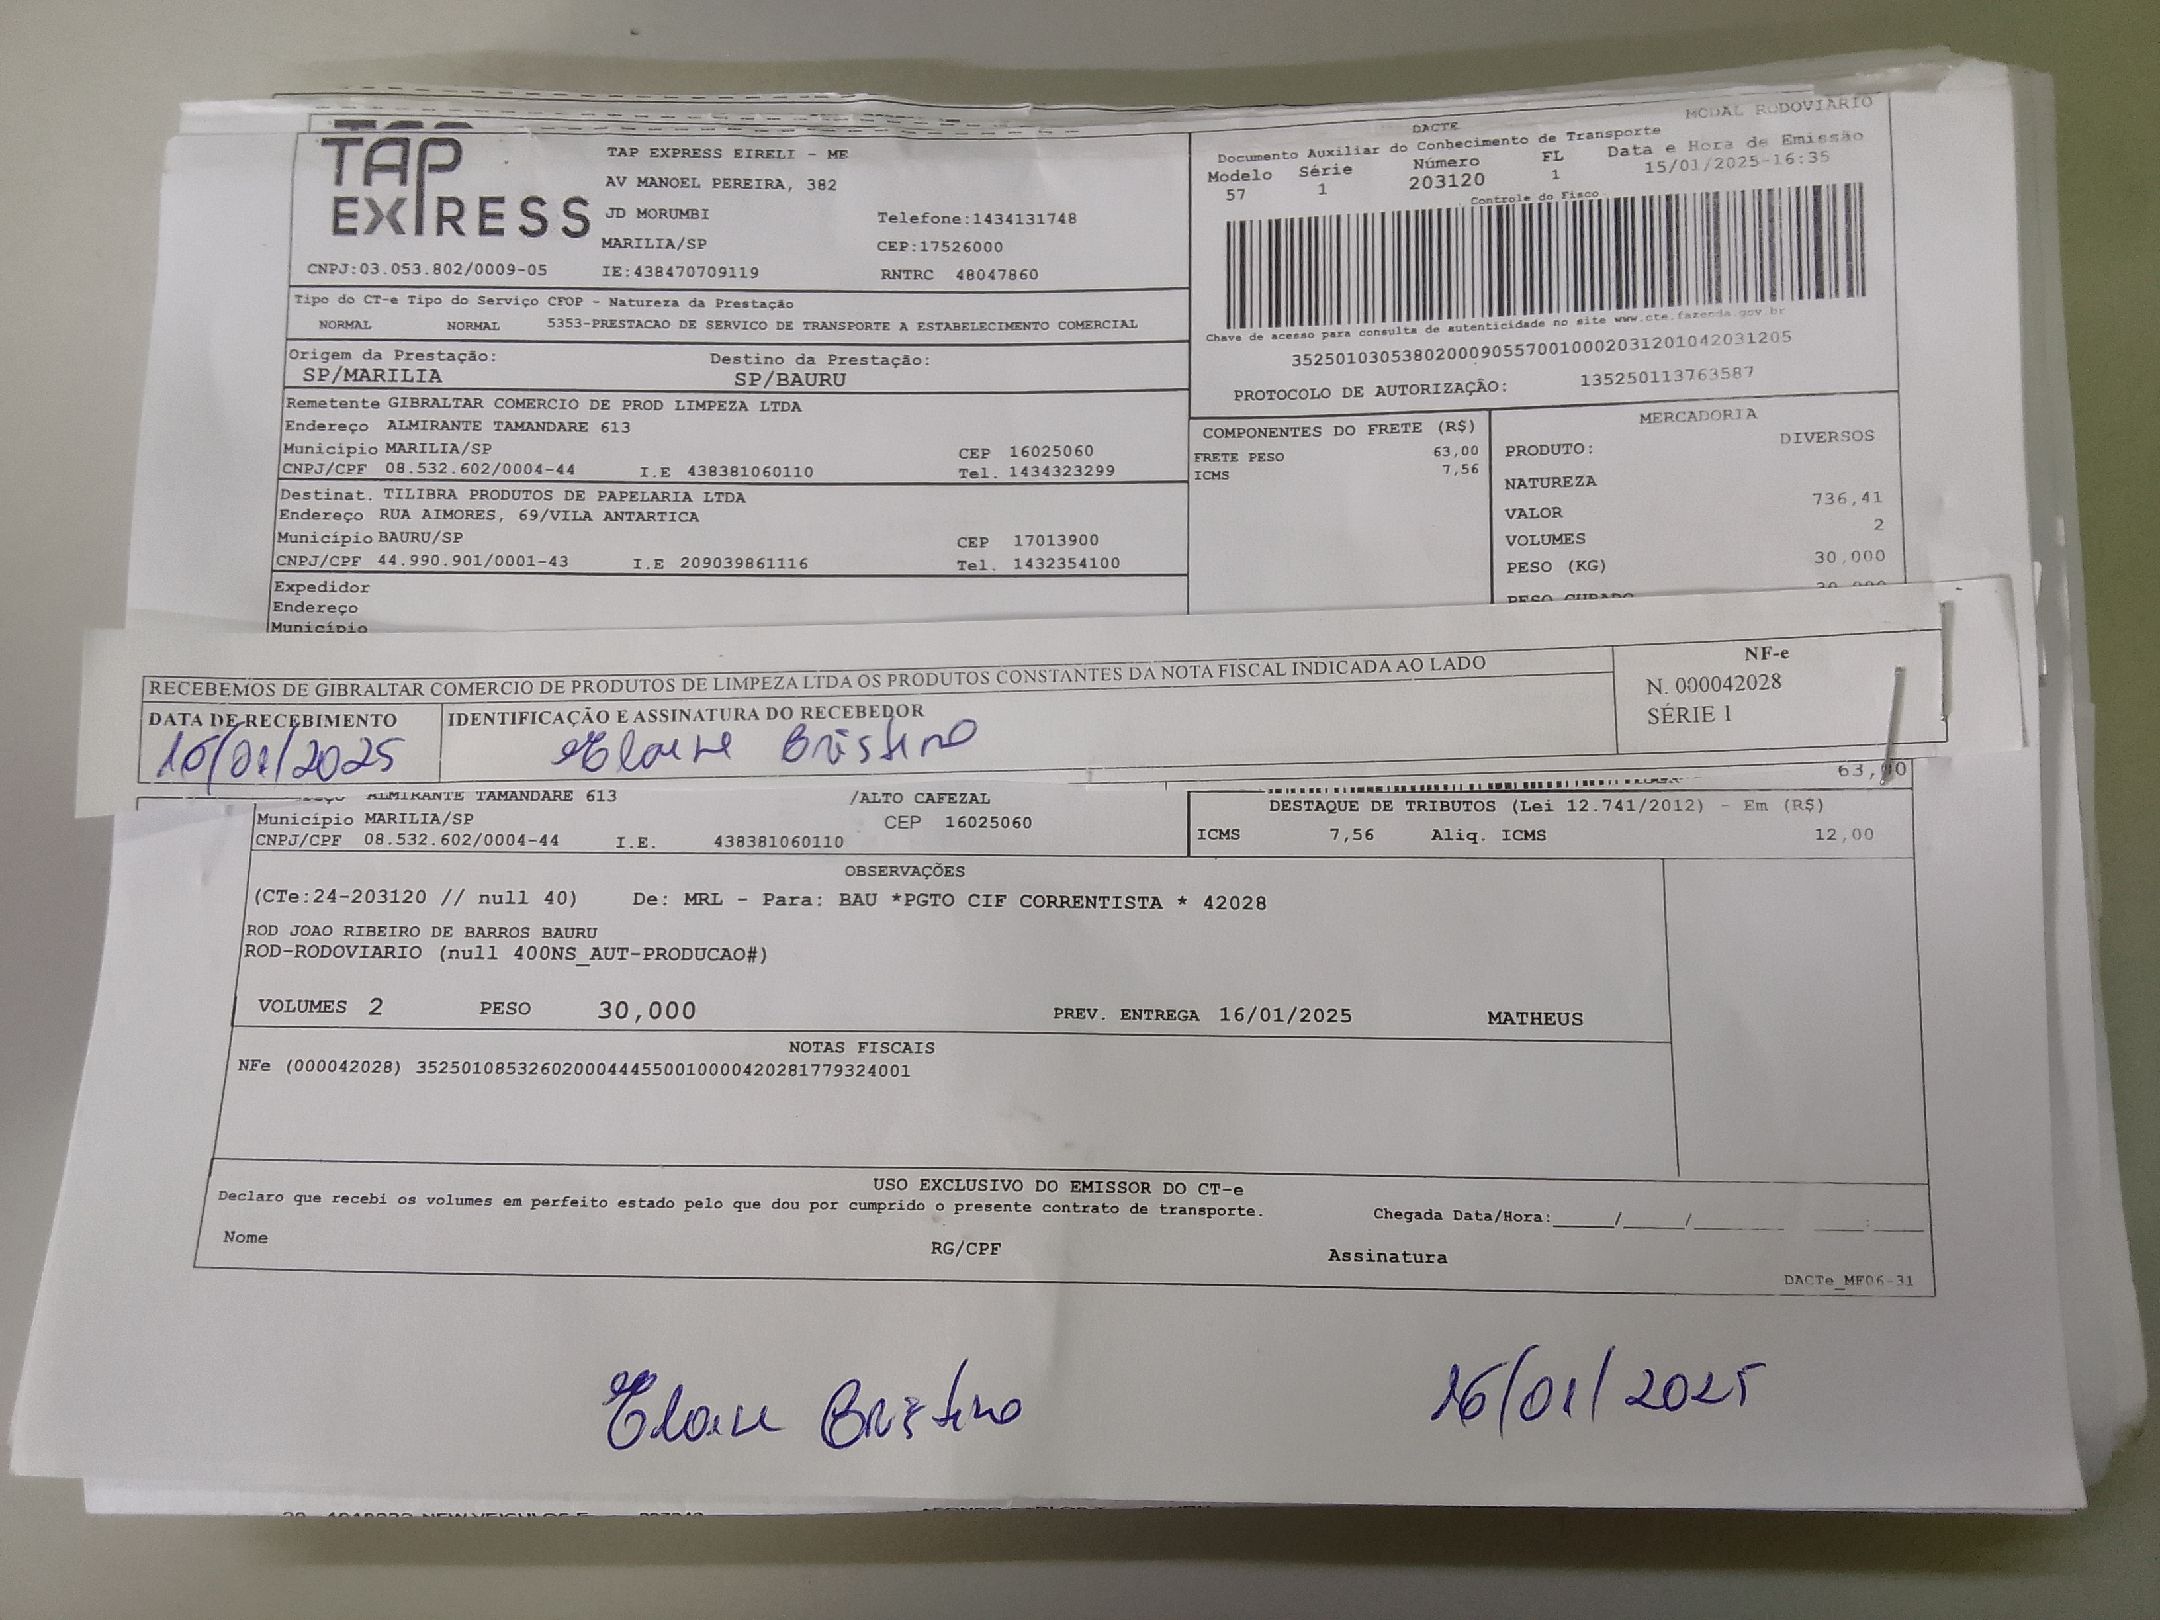 TAP EXPRESS
TAP EXPRESS EIRELI - ME
AV MANOEL PEREIRA, 382
JD MORUMBI Telefone:1434131748
MARILIA/SP CEP:17526000
CNPJ:03.053.802/0009-05 IE:438470709119 RNTRC 48047860
MODAL RODOVIARIO
DACTE
Documento Auxiliar do Conhecimento de Transporte
Modelo Série Número FL Data e Hora de Emissão
57 1 203120 1 15/01/2025-16:35
Controle do Fisco
Chave de acesso para consulta de autenticidade no site www.cte.fazenda.gov.br
35250103053802000905570010002031201042031205
PROTOCOLO DE AUTORIZAÇÃO: 135250113763587
Tipo do CT-e Tipo do Serviço CFOP - Natureza da Prestação
NORMAL NORMAL 5353-PRESTACAO DE SERVICO DE TRANSPORTE A ESTABELECIMENTO COMERCIAL
Origem da Prestação: Destino da Prestação:
SP/MARILIA SP/BAURU
Remetente GIBRALTAR COMERCIO DE PROD LIMPEZA LTDA
Endereço ALMIRANTE TAMANDARE 613
Município MARILIA/SP CEP 16025060
CNPJ/CPF 08.532.602/0004-44 I.E 438381060110 Tel. 1434323299
Destinat. TILIBRA PRODUTOS DE PAPELARIA LTDA
Endereço RUA AIMORES, 69/VILA ANTARTICA
Município BAURU/SP CEP 17013900
CNPJ/CPF 44.990.901/0001-43 I.E 209039861116 Tel. 1432354100
Expedidor
Endereço
Município
COMPONENTES DO FRETE (R$)
FRETE PESO 63,00
ICMS 7,56
MERCADORIA
PRODUTO: DIVERSOS
NATUREZA
VALOR 736,41
VOLUMES 2
PESO (KG) 30,000
PESO CUBADO 30,000
RECEBEMOS DE GIBRALTAR COMERCIO DE PRODUTOS DE LIMPEZA LTDA OS PRODUTOS CONSTANTES DA NOTA FISCAL INDICADA AO LADO
DATA DE RECEBIMENTO IDENTIFICAÇÃO E ASSINATURA DO RECEBEDOR
16/01/2025 Elaine Cristino
NF-e
N. 000042028
SÉRIE 1
63,00
ALMIRANTE TAMANDARE 613 /ALTO CAFEZAL
Município MARILIA/SP CEP 16025060
CNPJ/CPF 08.532.602/0004-44 I.E. 438381060110
DESTAQUE DE TRIBUTOS (Lei 12.741/2012) - Em (R$)
ICMS 7,56 Aliq. ICMS 12,00
OBSERVAÇÕES
(CTe:24-203120 // null 40) De: MRL - Para: BAU *PGTO CIF CORRENTISTA * 42028
ROD JOAO RIBEIRO DE BARROS BAURU
ROD-RODOVIARIO (null 400NS_AUT-PRODUCAO#)
VOLUMES 2 PESO 30,000 PREV. ENTREGA 16/01/2025 MATHEUS
NOTAS FISCAIS
NFe (000042028) 35250108532602000444550010000420281779324001
USO EXCLUSIVO DO EMISSOR DO CT-e
Declaro que recebi os volumes em perfeito estado pelo que dou por cumprido o presente contrato de transporte.
Chegada Data/Hora:_____/_____/________ ____:____
Nome RG/CPF Assinatura
DACTe_MF06-31
Elaine Cristino 16/01/2025